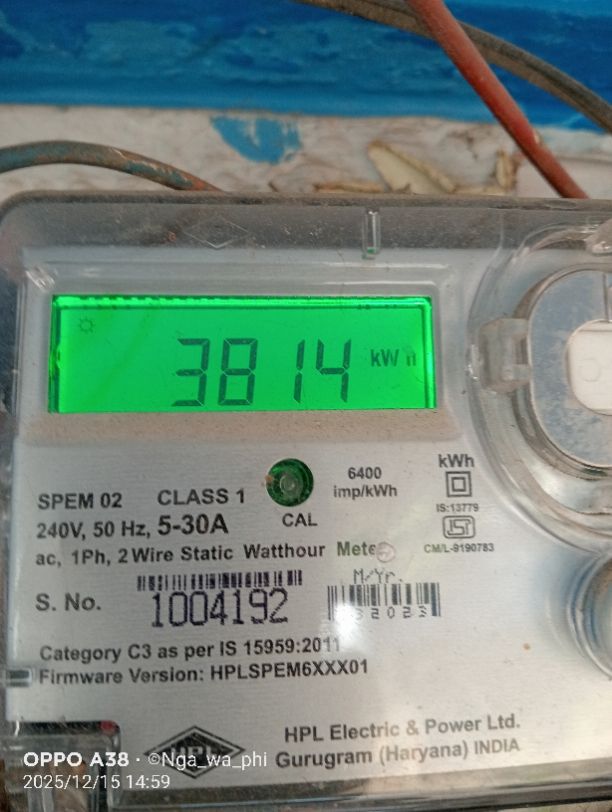 3814 kWh
6400
imp/kWh
CAL
kWh
IS:13779
CM/L-9190783
SPEM 02 CLASS 1
240V, 50 Hz, 5-30A
ac, 1Ph, 2 Wire Static Watthour Meter
M/Yr.
S. No. 1004192
2023
Category C3 as per IS 15959:2011
Firmware Version: HPLSPEM6XXX01
HPL
HPL Electric & Power Ltd.
Gurugram (Haryana) INDIA
OPPO A38 · ©Nga_wa_phi
2025/12/15 14:59